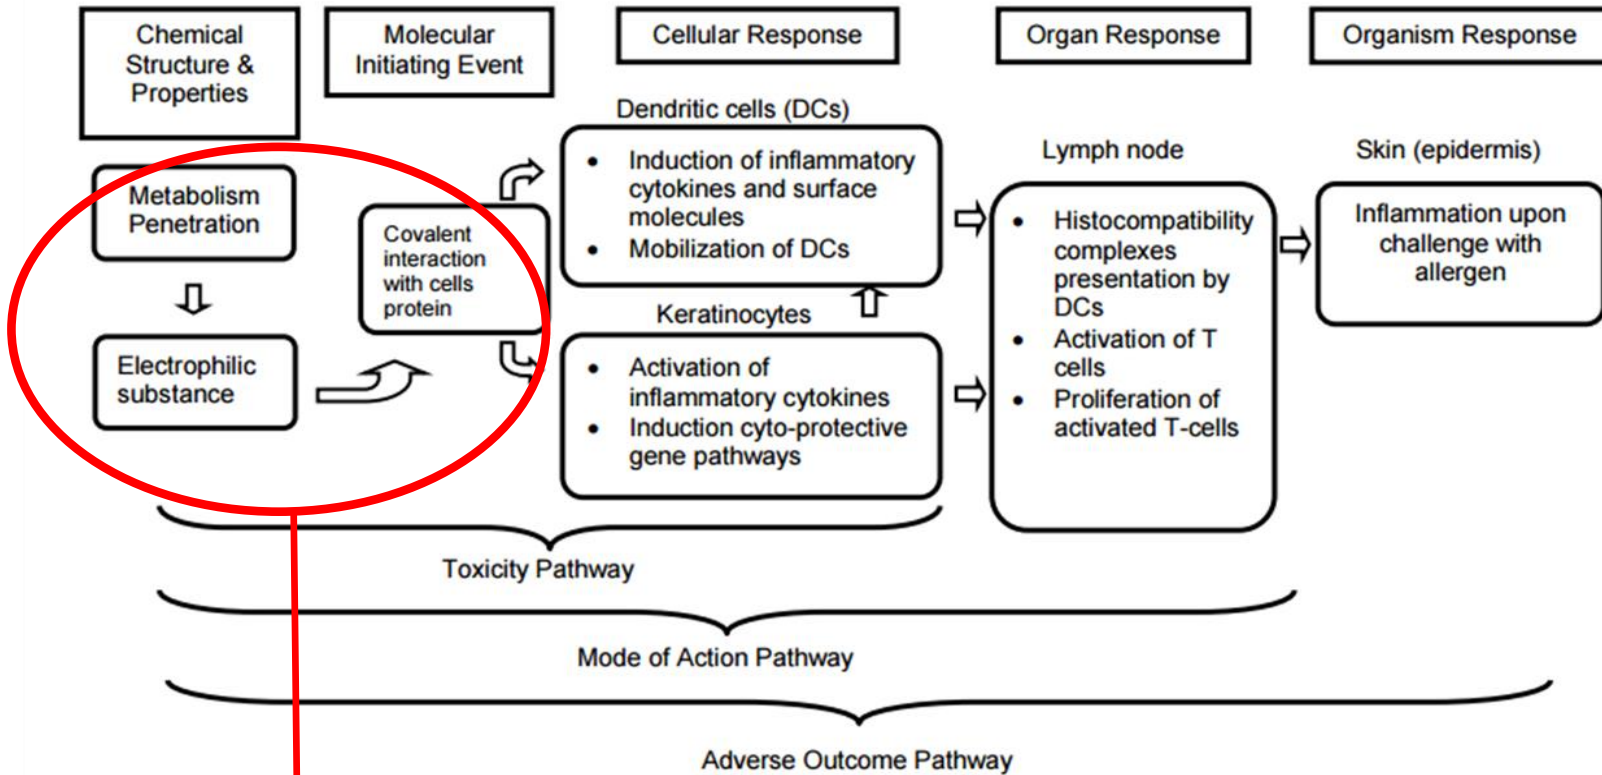 Chemical
Structure &
Properties
Molecular
Initiating Event
Cellular Response
Organ Response
Organism Response
Metabolism
Penetration
Electrophilic
substance
Covalent
interaction
with cells
protein
Dendritic cells (DCs)
• Induction of inflammatory
cytokines and surface
molecules
• Mobilization of DCs
Keratinocytes
• Activation of
inflammatory cytokines
• Induction cyto-protective
gene pathways
Lymph node
• Histocompatibility
complexes
presentation by
DCs
• Activation of T
cells
• Proliferation of
activated T-cells
Skin (epidermis)
Inflammation upon
challenge with
allergen
Toxicity Pathway
Mode of Action Pathway
Adverse Outcome Pathway